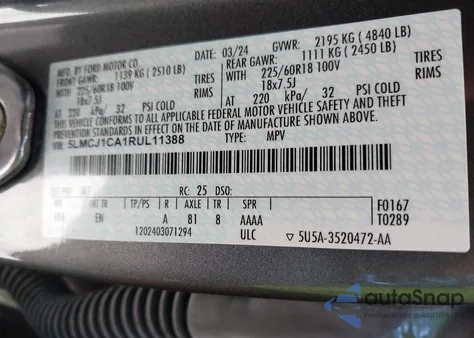 MFD. BY FORD MOTOR CO. 03/24 GVWR: 2195 KG ( 4840 LB)
FRONT GAWR: 1139 KG ( 2510 LB) REAR GAWR: 1111 KG ( 2450 LB)
WITH 225/60R18 100V TIRES WITH 225/60R18 100V TIRES
18x7.5J 18x7.5J
AT 220 kPa/ 32 PSI COLD AT 220 kPa/ 32 PSI COLD
THIS VEHICLE CONFORMS TO ALL APPLICABLE FEDERAL MOTOR VEHICLE SAFETY AND THEFT PREVENTION STANDARDS IN EFFECT ON THE DATE OF MANUFACTURE SHOWN ABOVE.
VIN: 5LMCJ1CA1RUL11388 TYPE: MPV
RC: 25 DSO:
TP/PS R AXLE TR SPR F0167
EN A 81 8 AAAA T0289
1202403071294 ULC ▽ 5U5A-3520472-AA
autoSnap